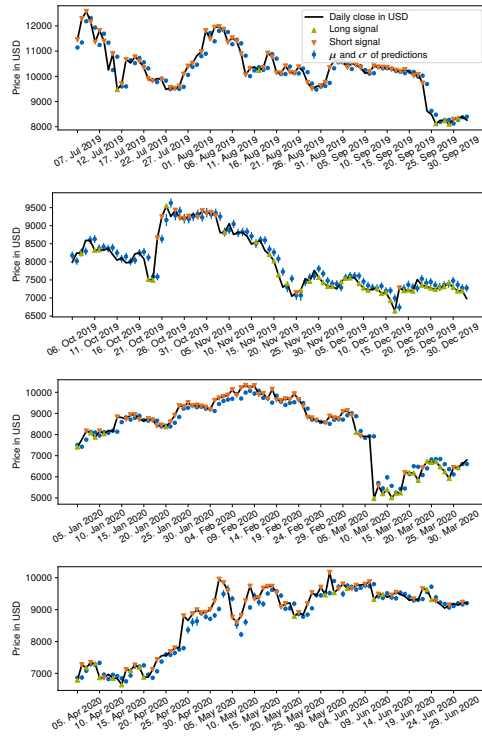 Daily close in USD
Long signal
Short signal
μ and σ of predictions
Price in USD
12000
11000
10000
9000
8000
07. Jul 2019
12. Jul 2019
17. Jul 2019
22. Jul 2019
27. Jul 2019
01. Aug 2019
06. Aug 2019
11. Aug 2019
16. Aug 2019
21. Aug 2019
26. Aug 2019
31. Aug 2019
05. Sep 2019
10. Sep 2019
15. Sep 2019
20. Sep 2019
25. Sep 2019
30. Sep 2019
Price in USD
9500
9000
8500
8000
7500
7000
6500
06. Oct 2019
11. Oct 2019
16. Oct 2019
21. Oct 2019
26. Oct 2019
31. Oct 2019
05. Nov 2019
10. Nov 2019
15. Nov 2019
20. Nov 2019
25. Nov 2019
30. Nov 2019
05. Dec 2019
10. Dec 2019
15. Dec 2019
20. Dec 2019
25. Dec 2019
30. Dec 2019
Price in USD
10000
9000
8000
7000
6000
5000
05. Jan 2020
10. Jan 2020
15. Jan 2020
20. Jan 2020
25. Jan 2020
30. Jan 2020
04. Feb 2020
09. Feb 2020
14. Feb 2020
19. Feb 2020
24. Feb 2020
29. Feb 2020
05. Mar 2020
10. Mar 2020
15. Mar 2020
20. Mar 2020
25. Mar 2020
30. Mar 2020
Price in USD
10000
9000
8000
7000
05. Apr 2020
10. Apr 2020
15. Apr 2020
20. Apr 2020
25. Apr 2020
30. Apr 2020
05. May 2020
10. May 2020
15. May 2020
20. May 2020
25. May 2020
30. May 2020
04. Jun 2020
09. Jun 2020
14. Jun 2020
19. Jun 2020
24. Jun 2020
29. Jun 2020